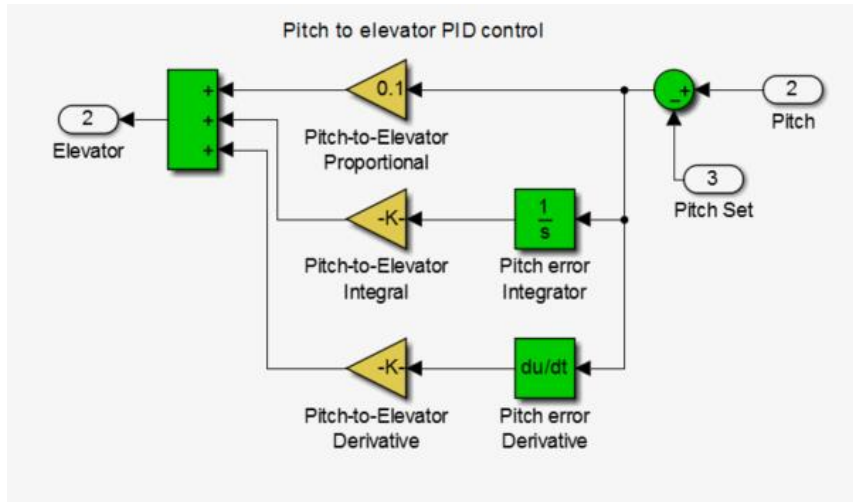 Pitch to elevator PID control
+
+
+
2
Elevator
0.1
Pitch-to-Elevator
Proportional
+
−
2
Pitch
3
Pitch Set
-K-
Pitch-to-Elevator
Integral
1
s
Pitch error
Integrator
-K-
Pitch-to-Elevator
Derivative
du/dt
Pitch error
Derivative